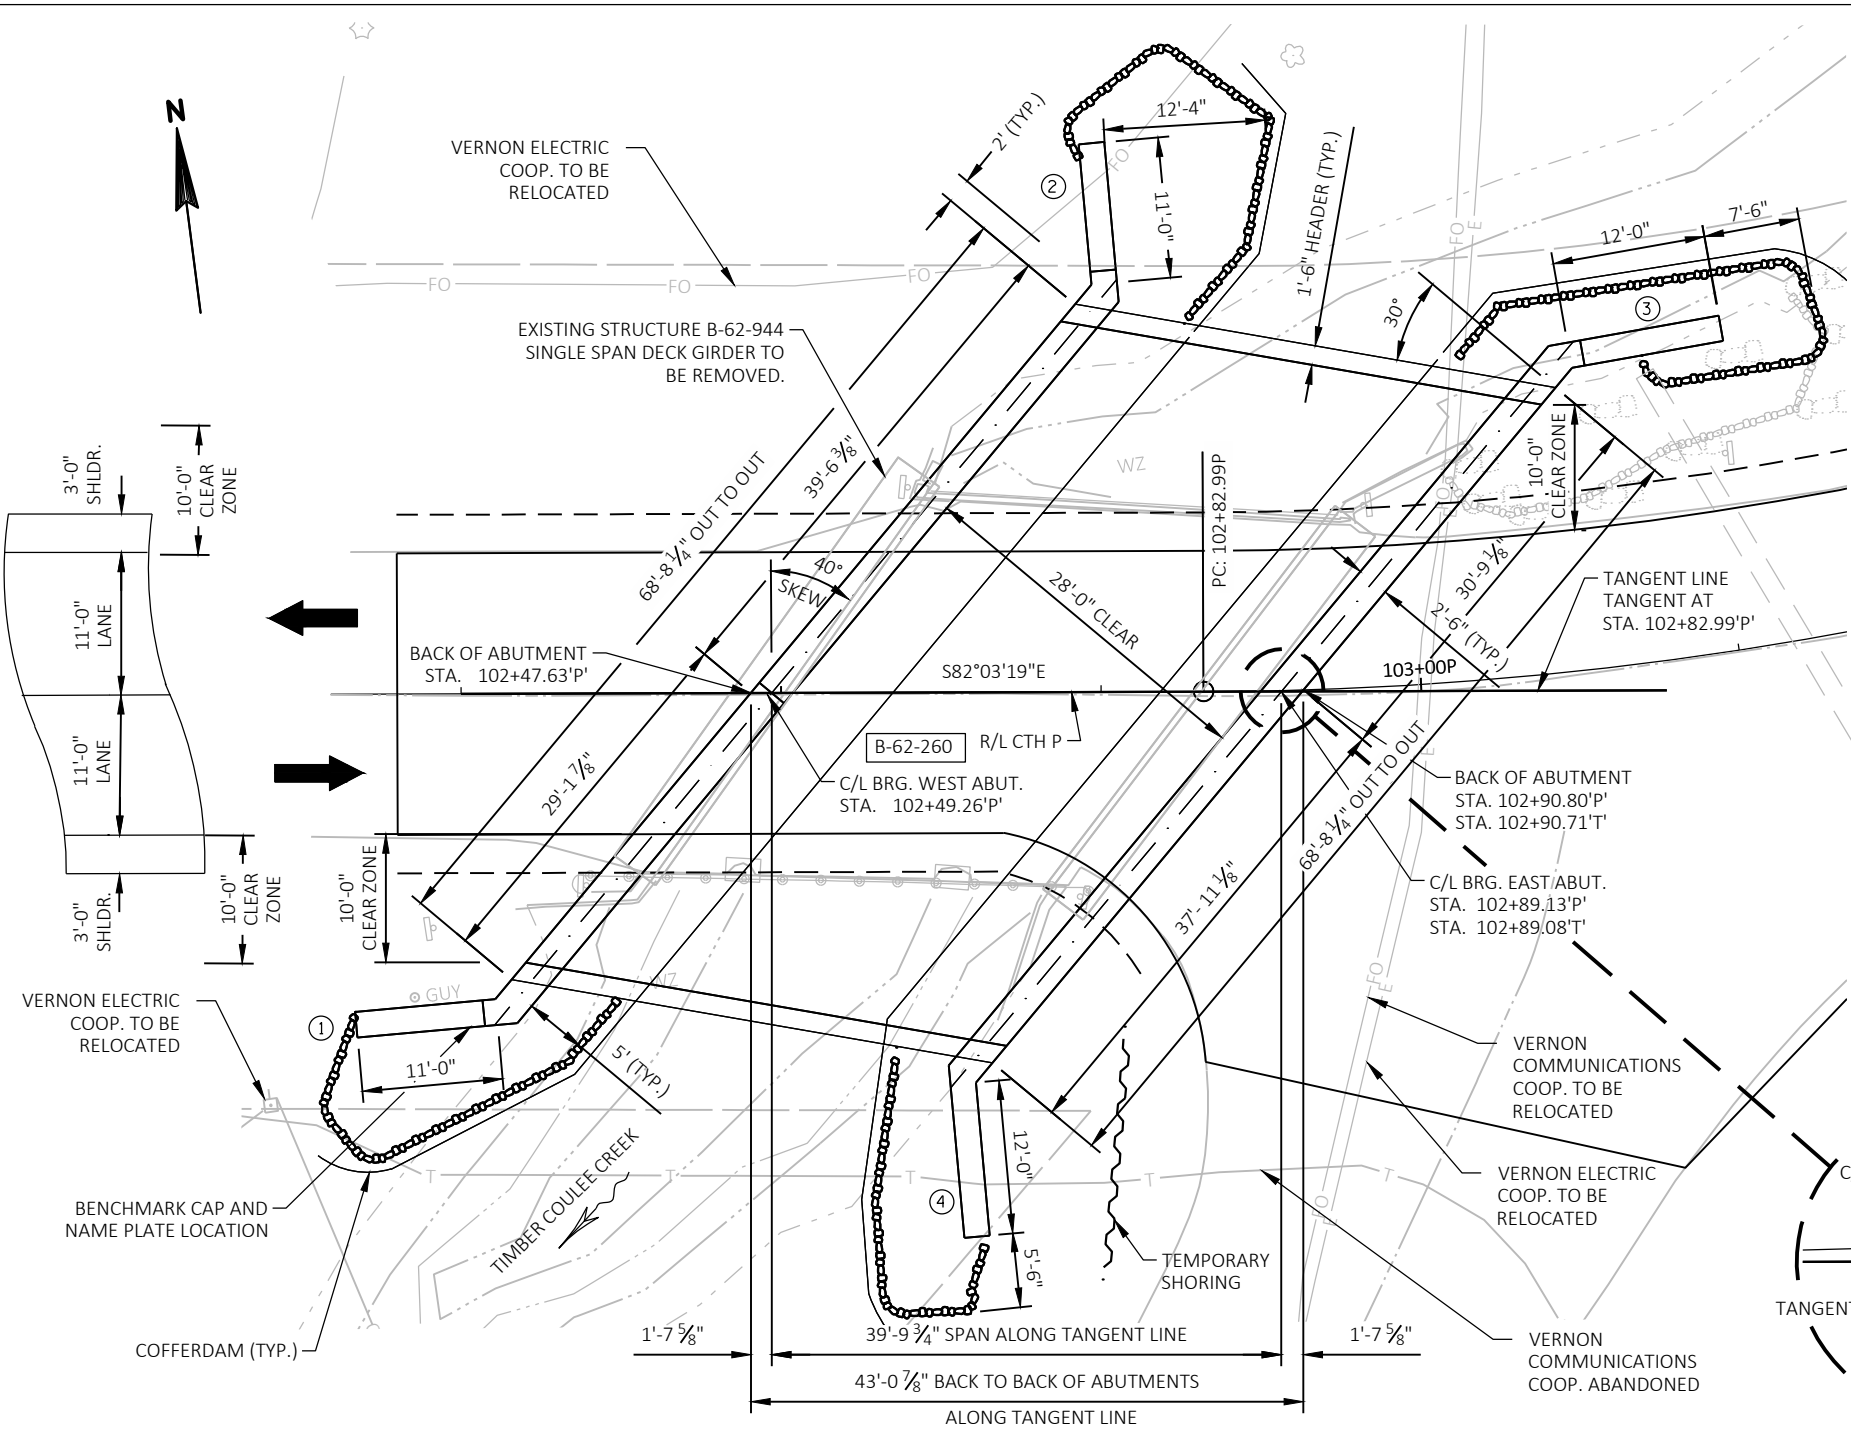 N
VERNON ELECTRIC
COOP. TO BE
RELOCATED
2' (TYP.)
12'-4"
11'-0"
2
1'-6" HEADER (TYP.)
30°
12'-0"
7'-6"
3
FO
FO
FO
FO
FO
E
EXISTING STRUCTURE B-62-944
SINGLE SPAN DECK GIRDER TO
BE REMOVED.
3'-0"
SHLDR.
10'-0"
CLEAR
ZONE
11'-0"
LANE
11'-0"
LANE
3'-0"
SHLDR.
10'-0"
CLEAR
ZONE
68'-8 1/4" OUT TO OUT
39'-6 3/8"
40°
SKEW
WZ
28'-0" CLEAR
PC: 102+82.99P
10'-0"
CLEAR ZONE
30'-9 1/8"
2'-6" (TYP.)
TANGENT LINE
TANGENT AT
STA. 102+82.99'P'
BACK OF ABUTMENT
STA. 102+47.63'P'
S82°03'19"E
103+00P
B-62-260
R/L CTH P
C/L BRG. WEST ABUT.
STA. 102+49.26'P'
29'-1 7/8"
BACK OF ABUTMENT
STA. 102+90.80'P'
STA. 102+90.71'T'
E
68'-8 1/4" OUT TO OUT
37'-11 1/8"
C/L BRG. EAST ABUT.
STA. 102+89.13'P'
STA. 102+89.08'T'
10'-0"
CLEAR ZONE
GUY
WZ
VERNON ELECTRIC
COOP. TO BE
RELOCATED
1
11'-0"
5' (TYP.)
FO
E
VERNON
COMMUNICATIONS
COOP. TO BE
RELOCATED
BENCHMARK CAP AND
NAME PLATE LOCATION
TIMBER COULEE CREEK
T
T
T
T
T
4
12'-0"
5'-6"
TEMPORARY
SHORING
VERNON ELECTRIC
COOP. TO BE
RELOCATED
FO
E
C
TANGENT
COFFERDAM (TYP.)
1'-7 5/8"
39'-9 3/4" SPAN ALONG TANGENT LINE
1'-7 5/8"
VERNON
COMMUNICATIONS
COOP. ABANDONED
43'-0 7/8" BACK TO BACK OF ABUTMENTS
ALONG TANGENT LINE